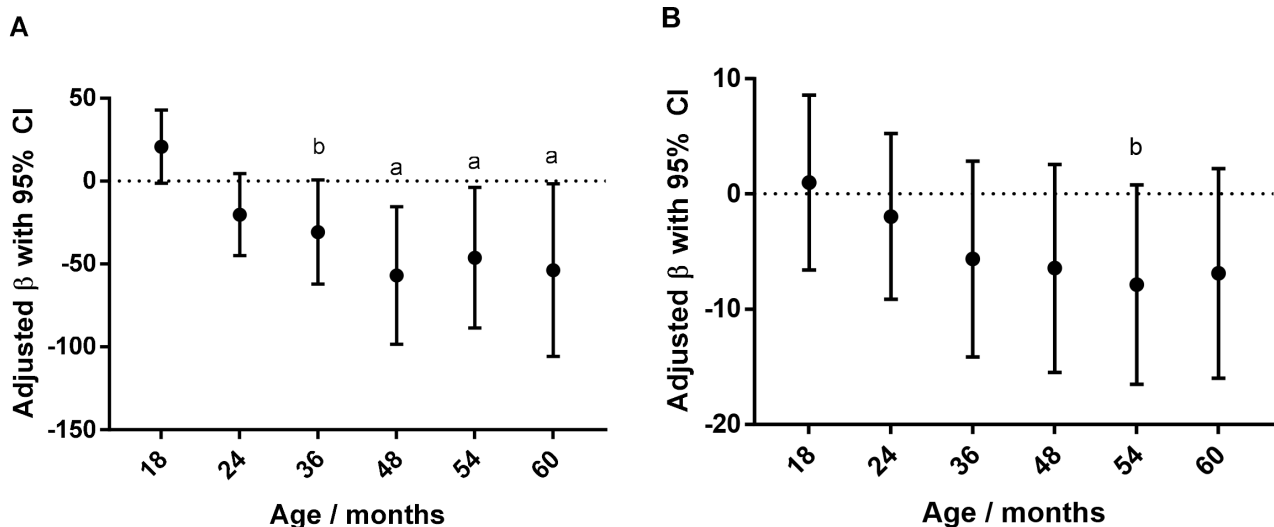 A
Adjusted β with 95% CI
50
0
-50
-100
-150
b
a
a
a
18
24
36
48
54
60
Age / months
B
Adjusted β with 95% CI
10
0
-10
-20
b
18
24
36
48
54
60
Age / months